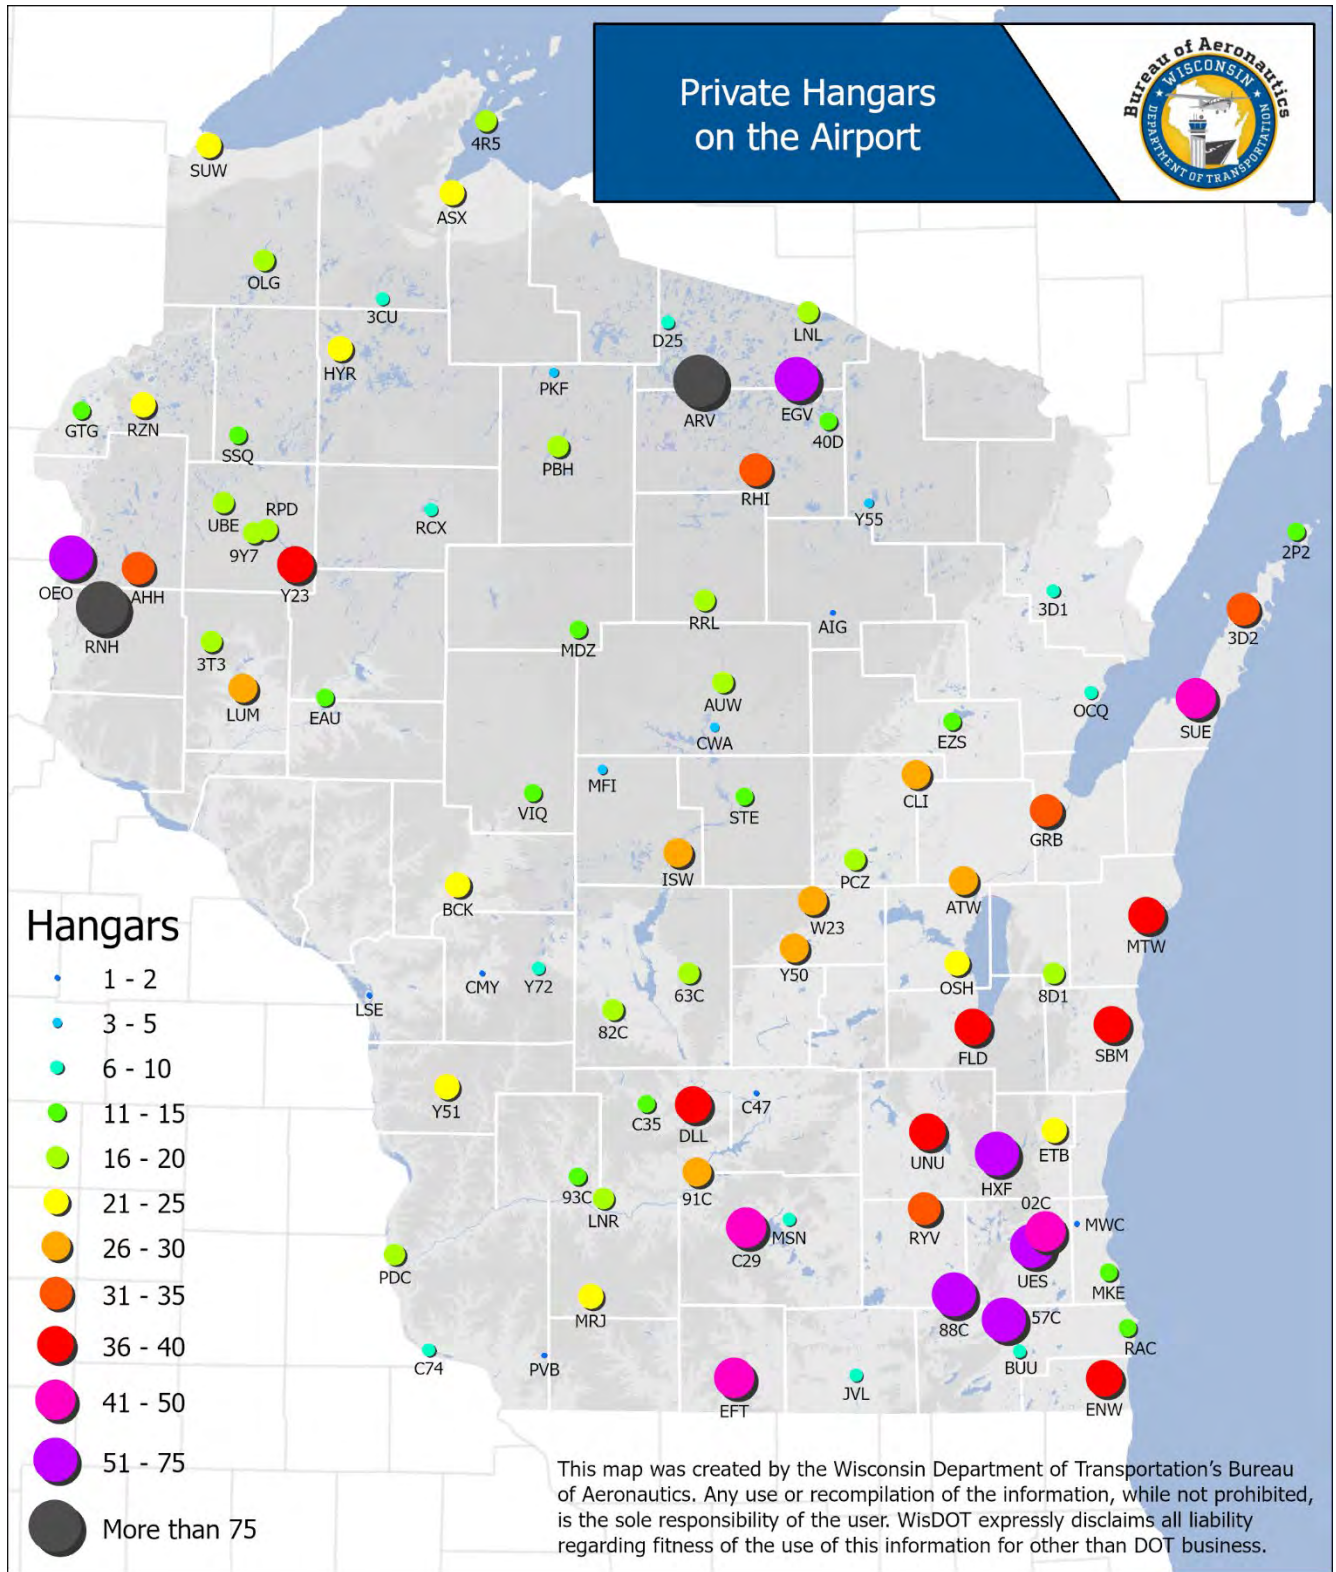 Private Hangars
on the Airport
Bureau of Aeronautics
WISCONSIN
DEPARTMENT OF TRANSPORTATION
4R5
SUW
ASX
OLG
3CU
D25
LNL
HYR
PKF
ARV
EGV
GTG
RZN
SSQ
40D
PBH
RHI
UBE
RPD
RCX
Y55
9Y7
2P2
OEO
AHH
Y23
3D1
RNH
RRL
AIG
3D2
MDZ
3T3
LUM
EAU
AUW
OCQ
CWA
EZS
SUE
MFI
CLI
VIQ
STE
GRB
ISW
PCZ
BCK
ATW
W23
MTW
Y50
CMY
Y72
63C
OSH
8D1
LSE
82C
FLD
SBM
Y51
C47
C35
DLL
UNU
ETB
HXF
93C
91C
02C
LNR
MSN
RYV
MWC
C29
PDC
UES
MKE
MRJ
88C
57C
RAC
C74
PVB
BUU
JVL
EFT
ENW
Hangars
1 - 2
3 - 5
6 - 10
11 - 15
16 - 20
21 - 25
26 - 30
31 - 35
36 - 40
41 - 50
51 - 75
More than 75
This map was created by the Wisconsin Department of Transportation's Bureau
of Aeronautics. Any use or recompilation of the information, while not prohibited,
is the sole responsibility of the user. WisDOT expressly disclaims all liability
regarding fitness of the use of this information for other than DOT business.